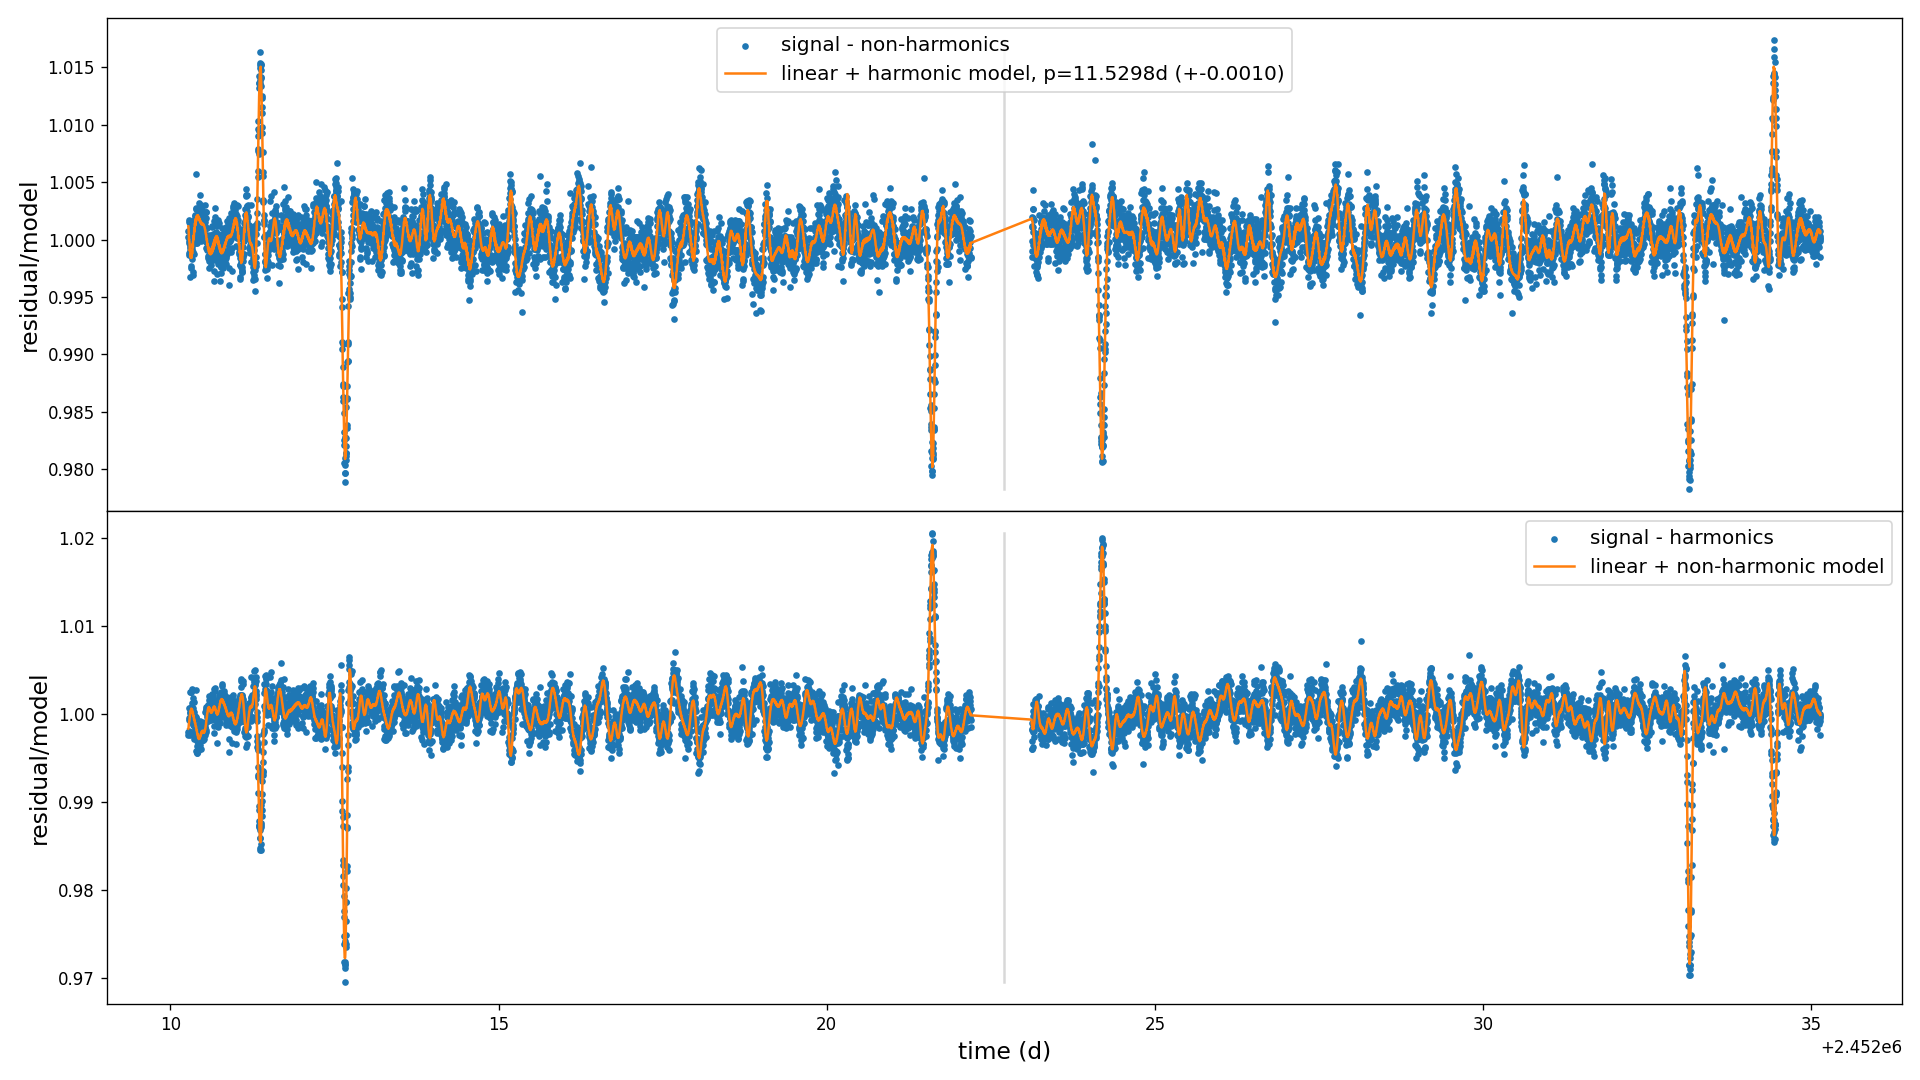 signal - non-harmonics
linear + harmonic model, p=11.5298d (+-0.0010)
residual/model
1.015
1.010
1.005
1.000
0.995
0.990
0.985
0.980
signal - harmonics
linear + non-harmonic model
residual/model
1.02
1.01
1.00
0.99
0.98
0.97
10 15 20 25 30 35
time (d)
+2.452e6